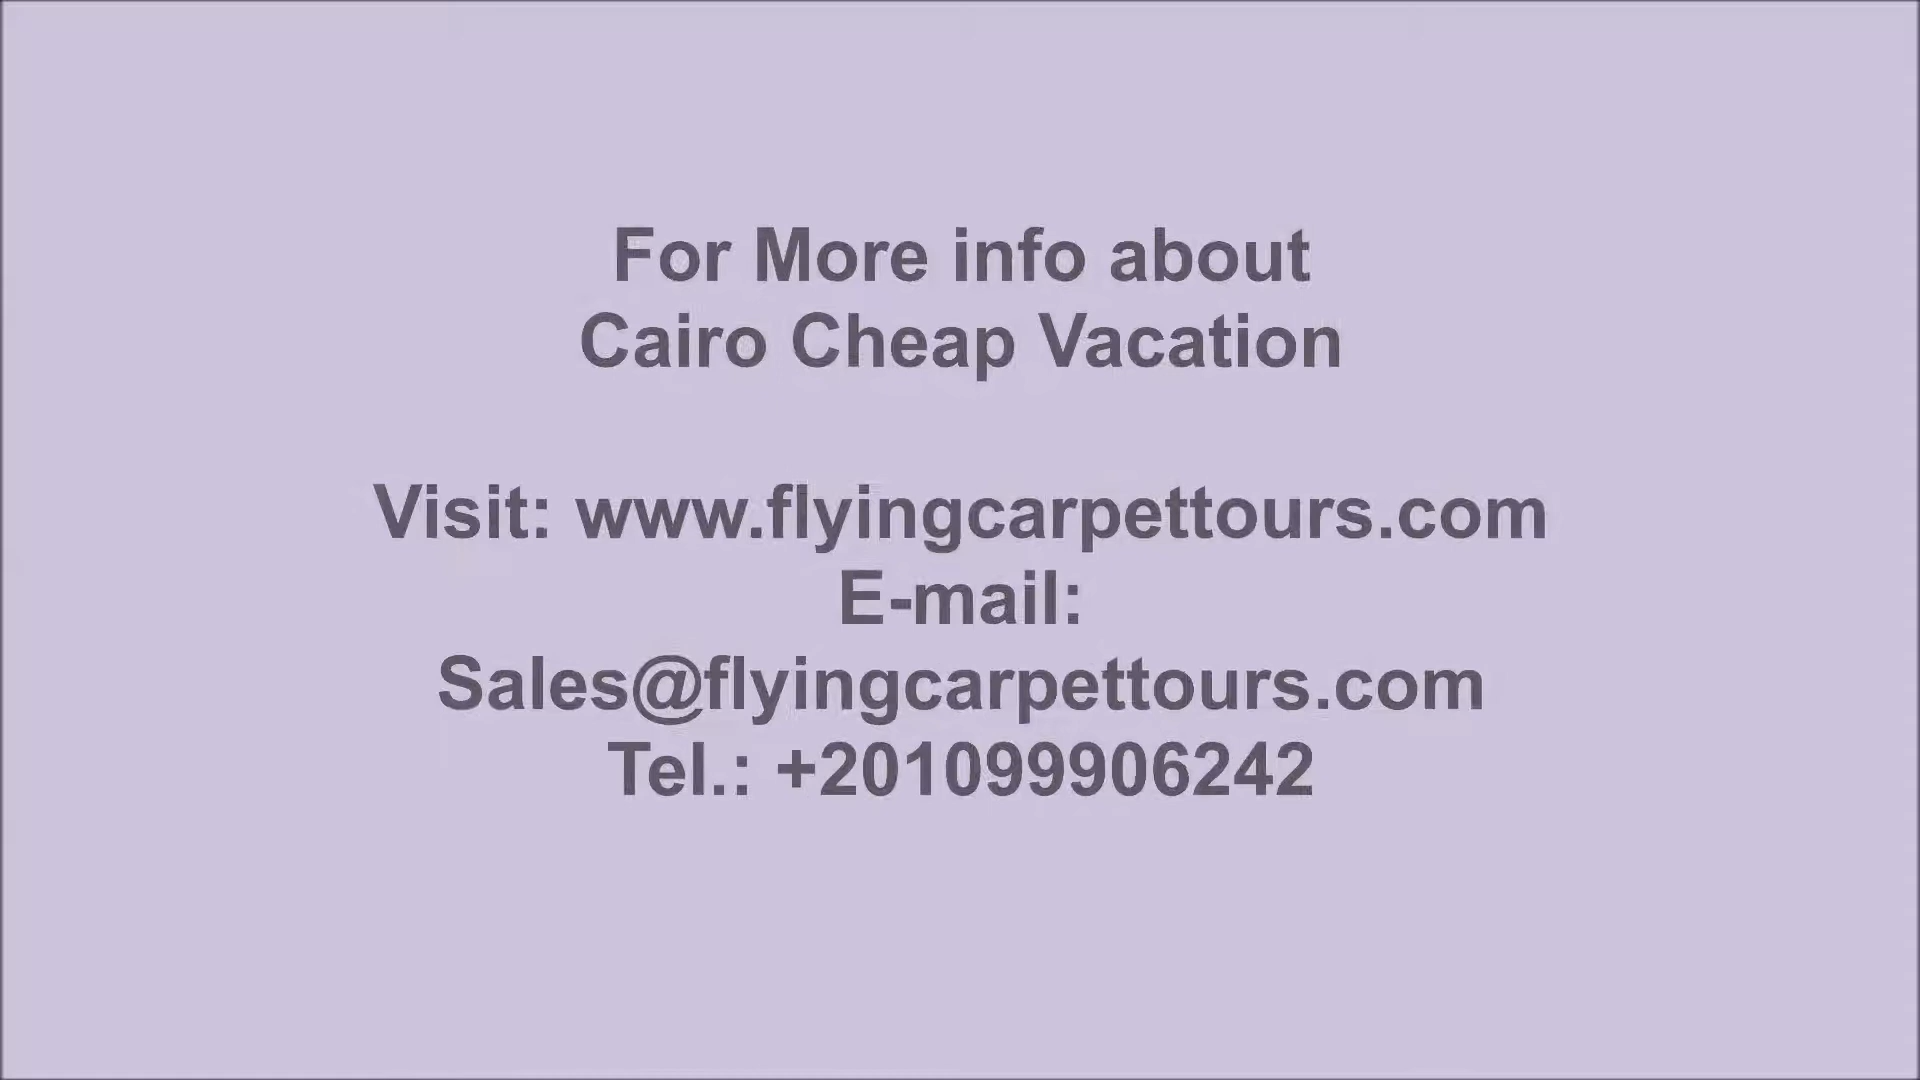 For More info about
Cairo Cheap Vacation
Visit: www.flyingcarpettours.com
E-mail:
Sales@flyingcarpettours.com
Tel.: +201099906242